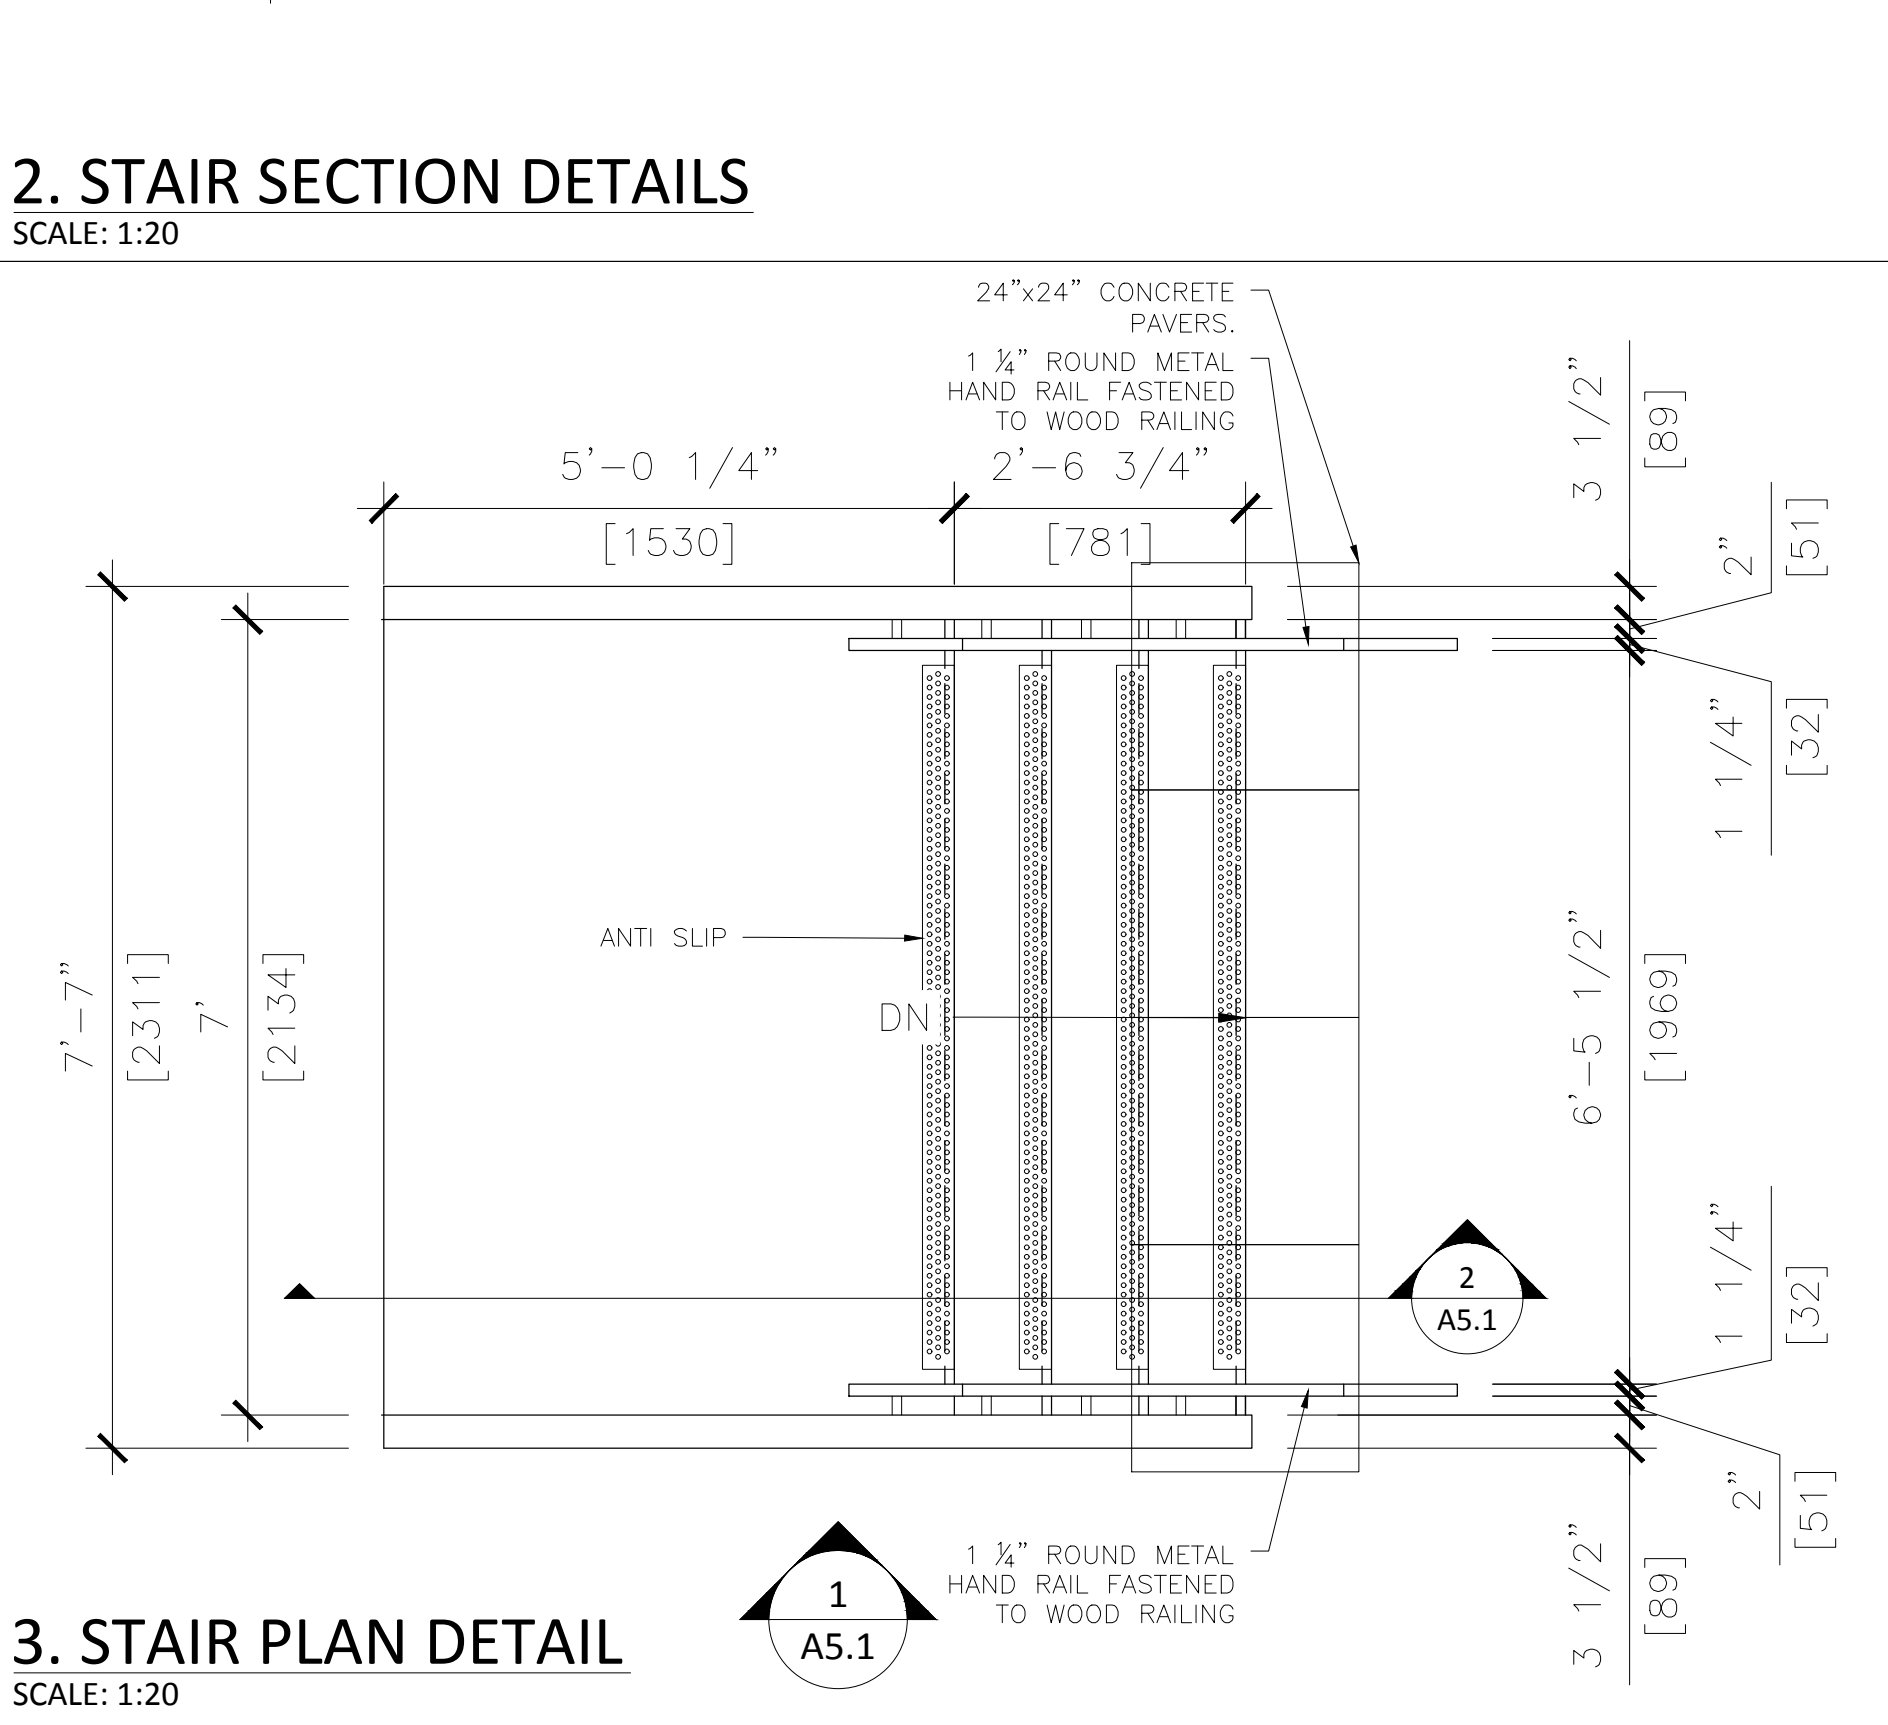 2. STAIR SECTION DETAILS
SCALE: 1:20
24”x24” CONCRETE
PAVERS.
1 ¼” ROUND METAL
HAND RAIL FASTENED
TO WOOD RAILING
5’-0 1/4”
[1530]
2’-6 3/4”
[781]
3 1/2”
[89]
2”
[51]
1 1/4”
[32]
ANTI SLIP
DN
7’-7”
[2311]
7’
[2134]
6’-5 1/2”
[1969]
2
A5.1
1 1/4”
[32]
2”
[51]
3 1/2”
[89]
1 ¼” ROUND METAL
HAND RAIL FASTENED
TO WOOD RAILING
1
A5.1
3. STAIR PLAN DETAIL
SCALE: 1:20